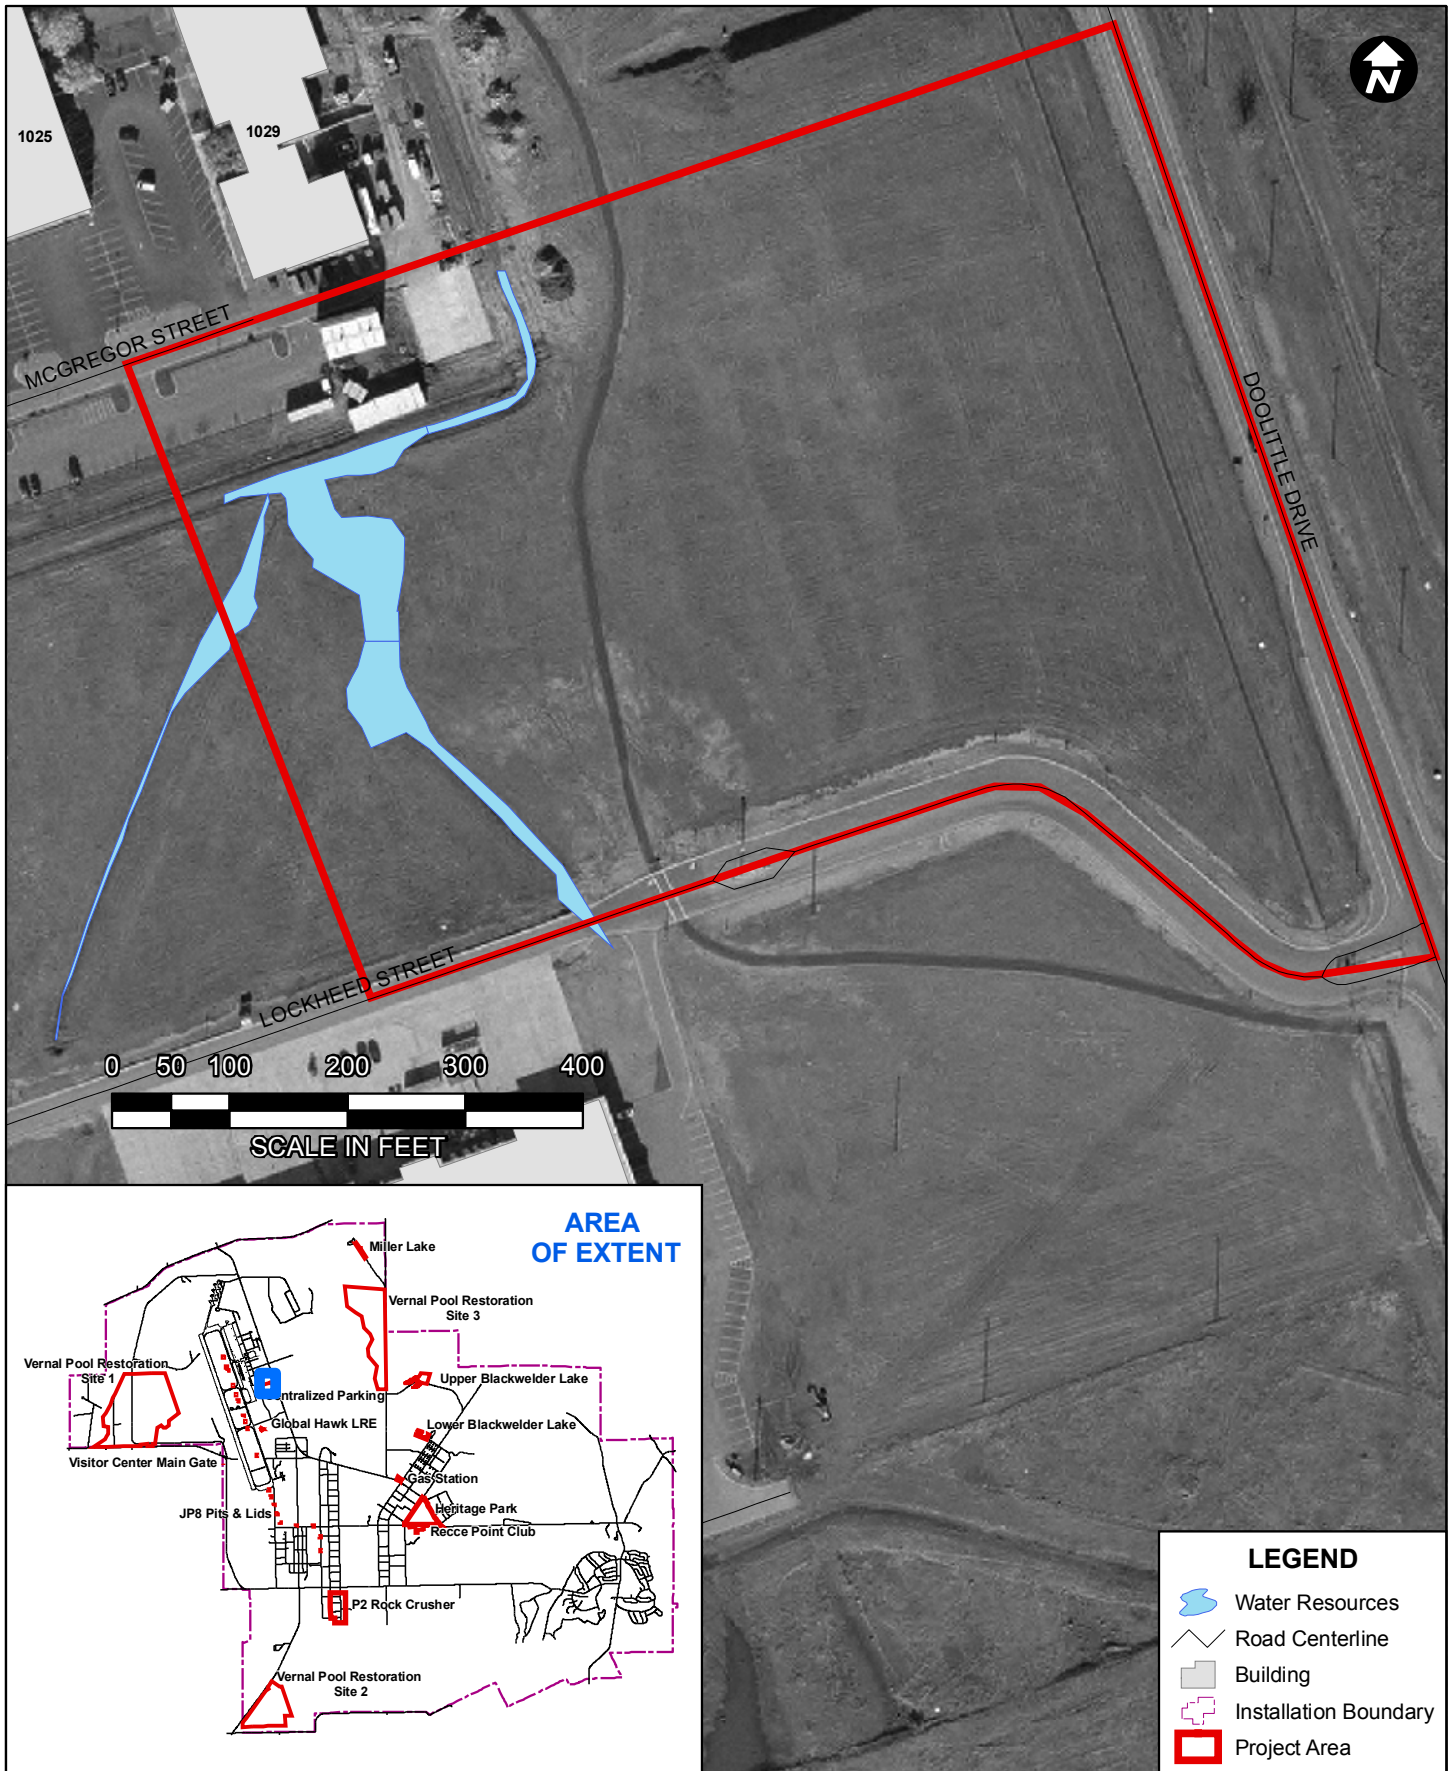 N
1025
1029
MCGREGOR STREET
DOOLITTLE DRIVE
LOCKHEED STREET
0 50 100 200 300 400
SCALE IN FEET
AREA
OF EXTENT
Miller Lake
Vernal Pool Restoration
Site 3
Vernal Pool Restoration
Site 1
Upper Blackwelder Lake
ntralized Parking
Global Hawk LRE
Lower Blackwelder Lake
Visitor Center Main Gate
Gas Station
JP8 Pits & Lids
Heritage Park
Recce Point Club
P2 Rock Crusher
Vernal Pool Restoration
Site 2
LEGEND
Water Resources
Road Centerline
Building
Installation Boundary
Project Area